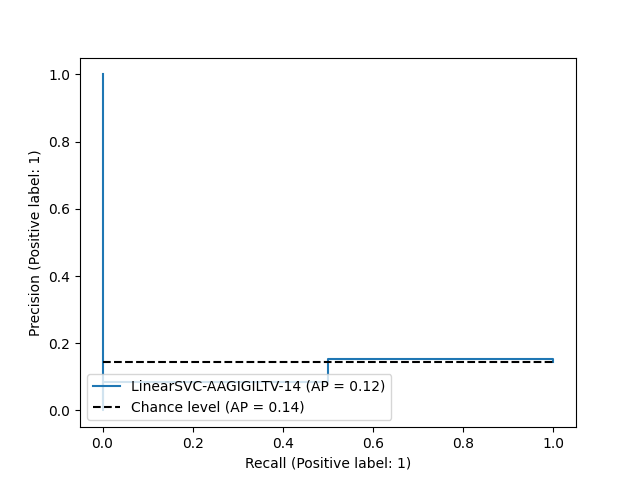 1.0
0.8
0.6
0.4
0.2
0.0
Precision (Positive label: 1)
LinearSVC-AAGIGILTV-14 (AP = 0.12)
Chance level (AP = 0.14)
0.0 0.2 0.4 0.6 0.8 1.0
Recall (Positive label: 1)